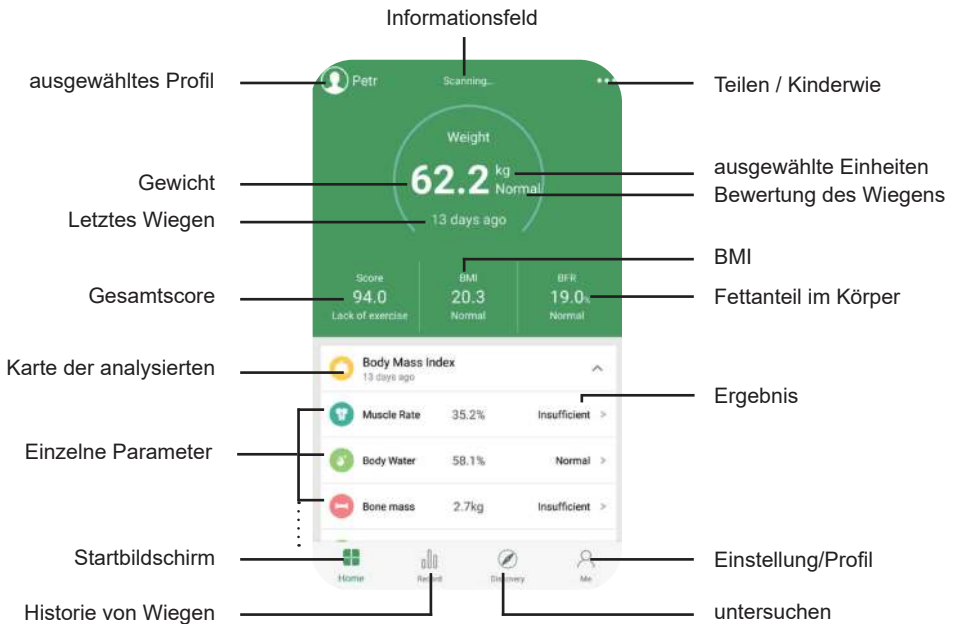 Informationsfeld
ausgewähltes Profil
Petr
Scanning...
Teilen / Kinderwie
Weight
62.2 kg
Normal
13 days ago
ausgewählte Einheiten
Bewertung des Wiegens
Gewicht
Letztes Wiegen
BMI
Gesamtscore
Score
94.0
Lack of exercise
BMI
20.3
Normal
BFR
19.0%
Normal
Fettanteil im Körper
Karte der analysierten
Body Mass Index
13 days ago
Ergebnis
Einzelne Parameter
Muscle Rate 35.2% Insufficient >
Body Water 58.1% Normal >
Bone mass 2.7kg Insufficient >
Startbildschirm
Home
Recent
Discovery
Me
Einstellung/Profil
Historie von Wiegen
untersuchen